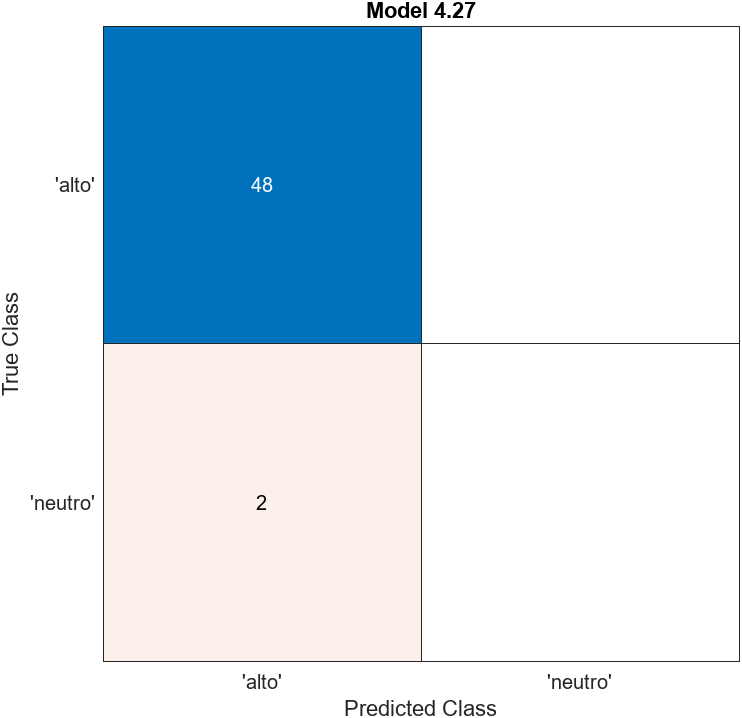 Model 4.27
True Class
'alto'
48
'neutro'
2
'alto'
'neutro'
Predicted Class